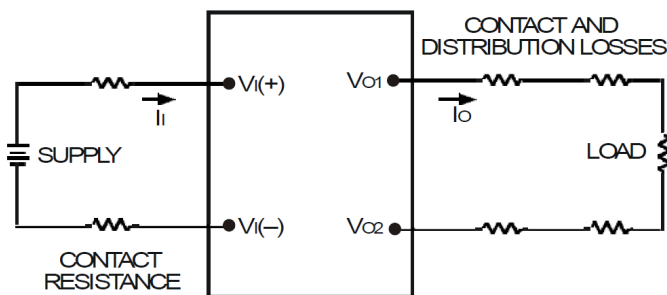 CONTACT AND
DISTRIBUTION LOSSES
VI(+)
VO1
II
IO
SUPPLY
LOAD
VI(–)
VO2
CONTACT
RESISTANCE